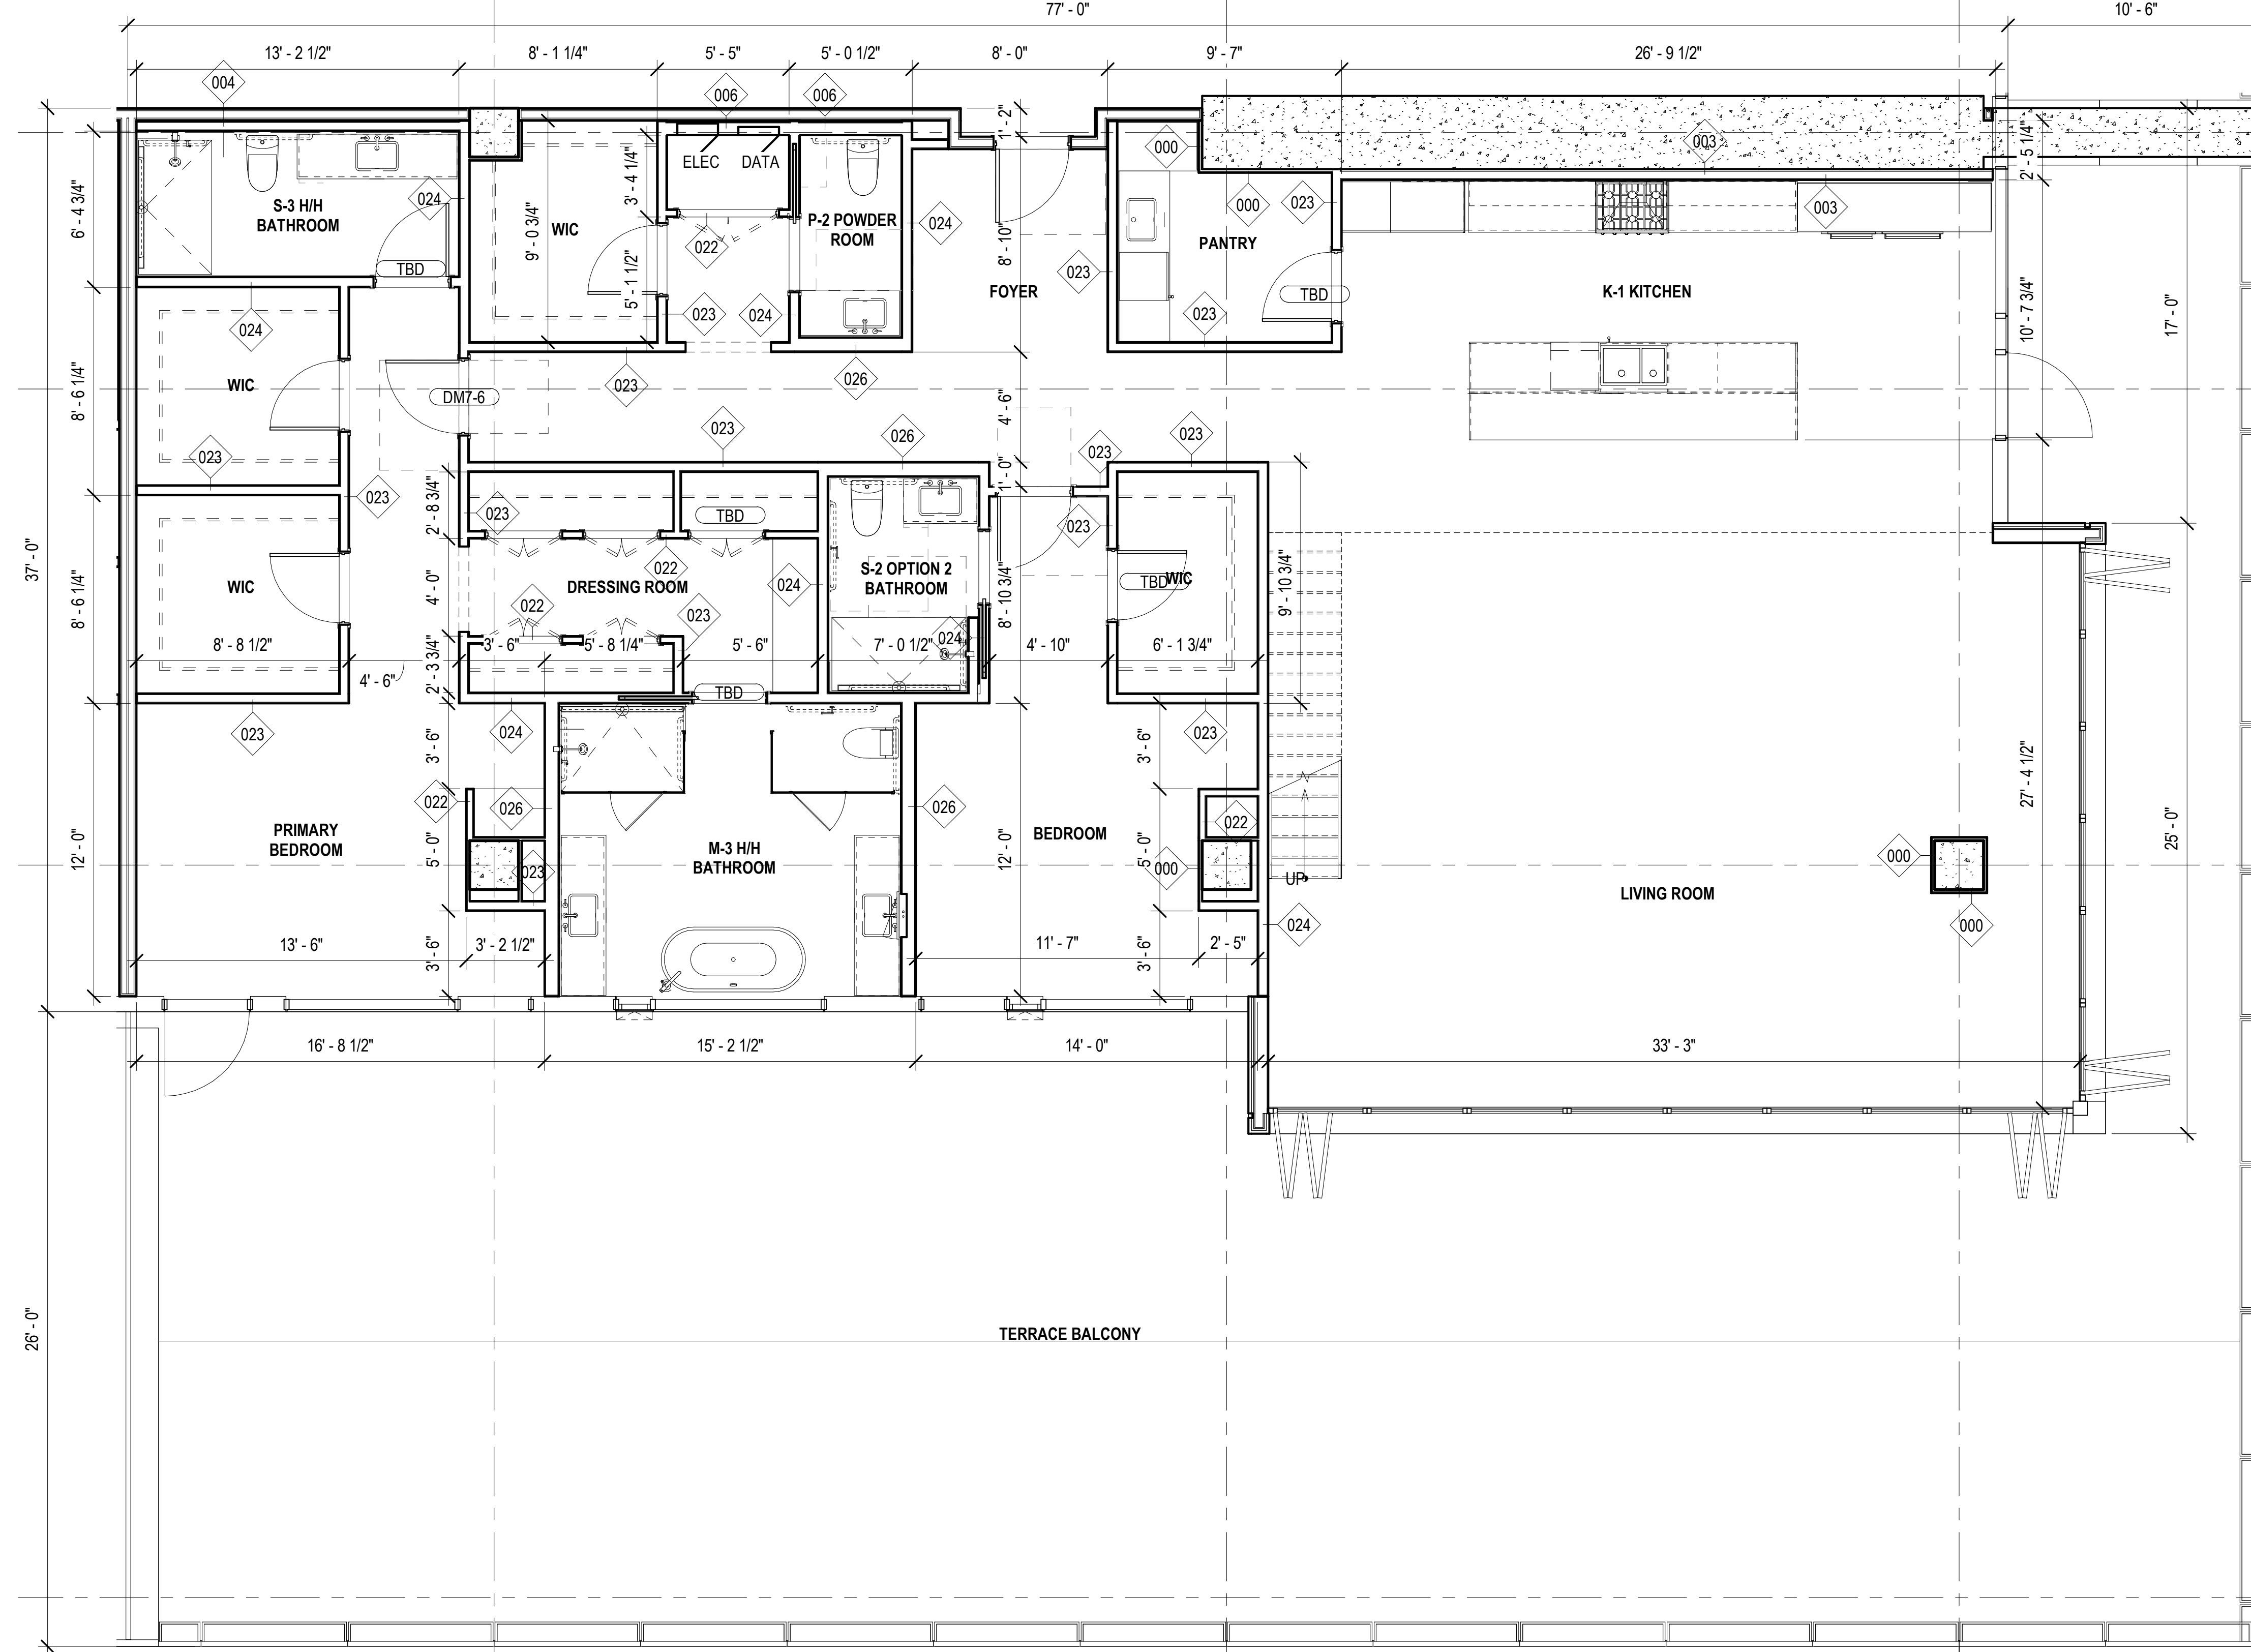 77' - 0"
10' - 6"
13' - 2 1/2"
8' - 1 1/4"
5' - 5"
5' - 0 1/2"
8' - 0"
9' - 7"
26' - 9 1/2"
004
006
006
1' - 2"
000
003
2' - 5 1/4"
ELEC
DATA
3' - 4 1/4"
6' - 4 3/4"
S-3 H/H
BATHROOM
024
WIC
9' - 0 3/4"
P-2 POWDER
ROOM
024
022
8' - 10"
000
023
003
PANTRY
5' - 1 1/2"
TBD
023
FOYER
TBD
K-1 KITCHEN
10' - 7 3/4"
17' - 0"
024
023
024
023
WIC
8' - 6 1/4"
DM7-6
023
026
4' - 6"
023
023
026
023
023
023
1' - 0"
2' - 8 3/4"
023
TBD
023
37' - 0"
8' - 6 1/4"
WIC
4' - 0"
DRESSING ROOM
022
024
S-2 OPTION 2
BATHROOM
8' - 10 3/4"
TBD
WIC
9' - 10 3/4"
022
023
8' - 8 1/2"
3' - 6"
5' - 8 1/4"
5' - 6"
7' - 0 1/2"
024
4' - 10"
6' - 1 3/4"
4' - 6"
2' - 3 3/4"
TBD
023
024
3' - 6"
3' - 6"
023
27' - 4 1/2"
25' - 0"
022
026
026
022
12' - 0"
PRIMARY
BEDROOM
5' - 0"
M-3 H/H
BATHROOM
12' - 0"
BEDROOM
5' - 0"
023
000
UP
000
LIVING ROOM
024
000
13' - 6"
3' - 2 1/2"
3' - 6"
11' - 7"
3' - 6"
2' - 5"
16' - 8 1/2"
15' - 2 1/2"
14' - 0"
33' - 3"
26' - 0"
TERRACE BALCONY